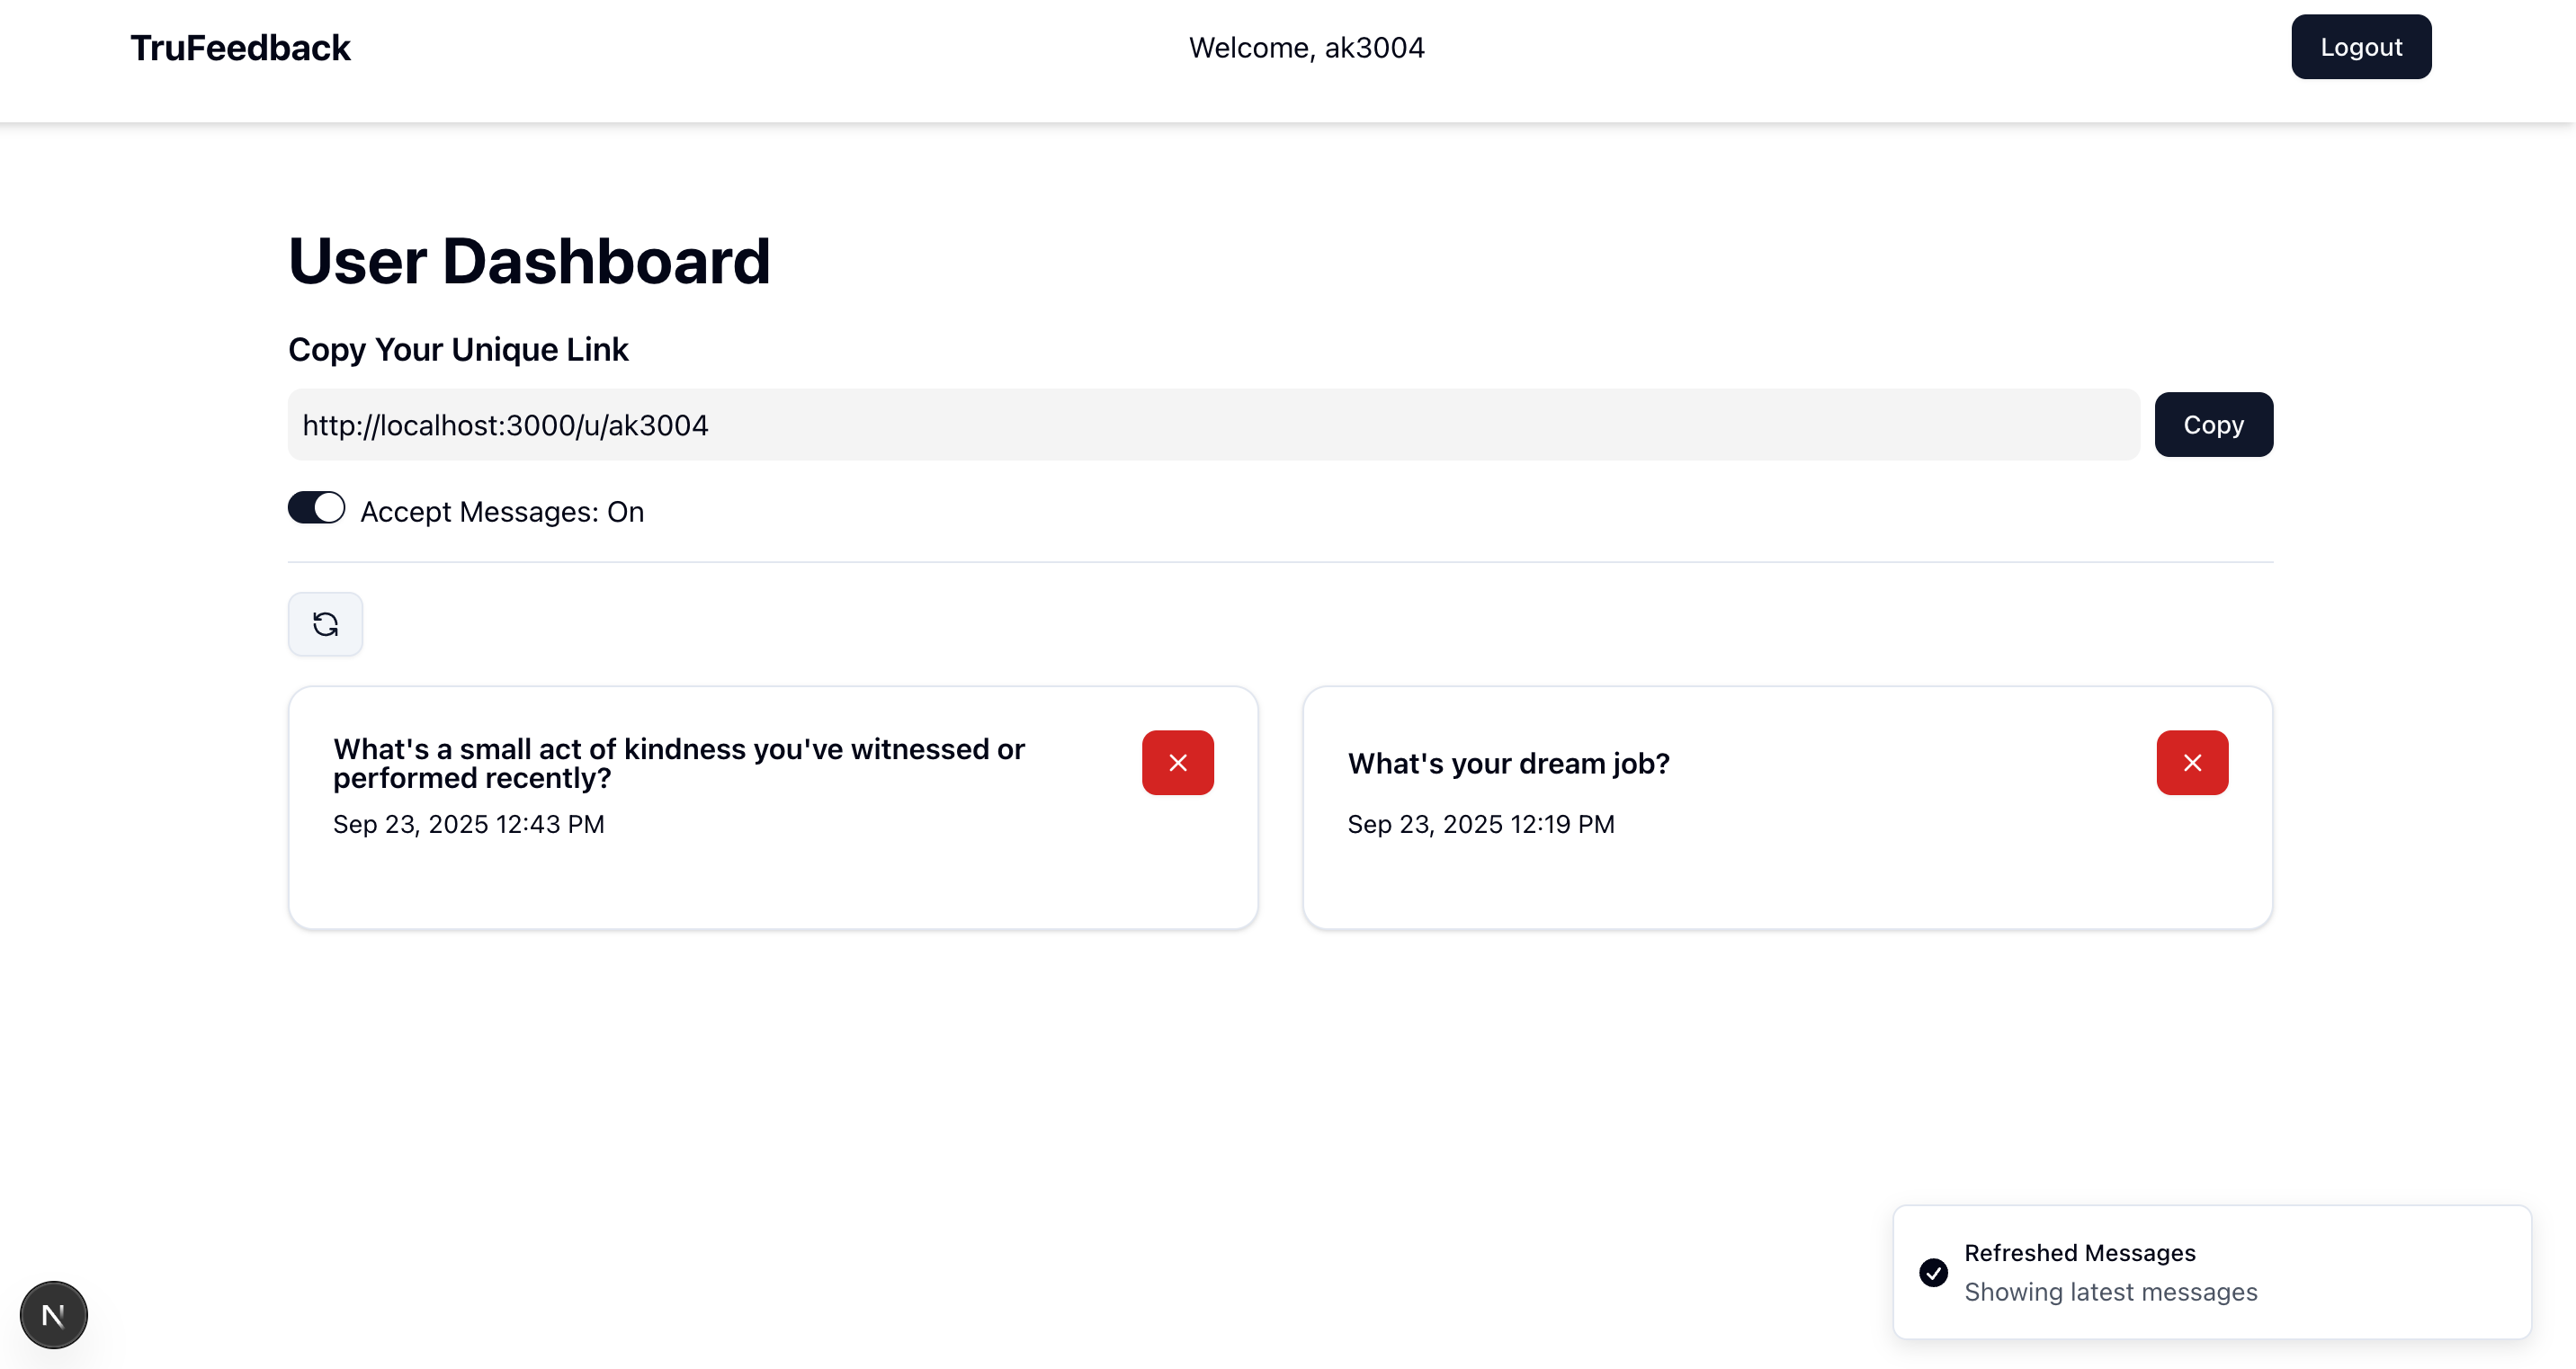 TruFeedback
Welcome, ak3004
Logout
User Dashboard
Copy Your Unique Link
http://localhost:3000/u/ak3004
Copy
Accept Messages: On
What's a small act of kindness you've witnessed or
performed recently?
Sep 23, 2025 12:43 PM
What's your dream job?
Sep 23, 2025 12:19 PM
Refreshed Messages
Showing latest messages
N